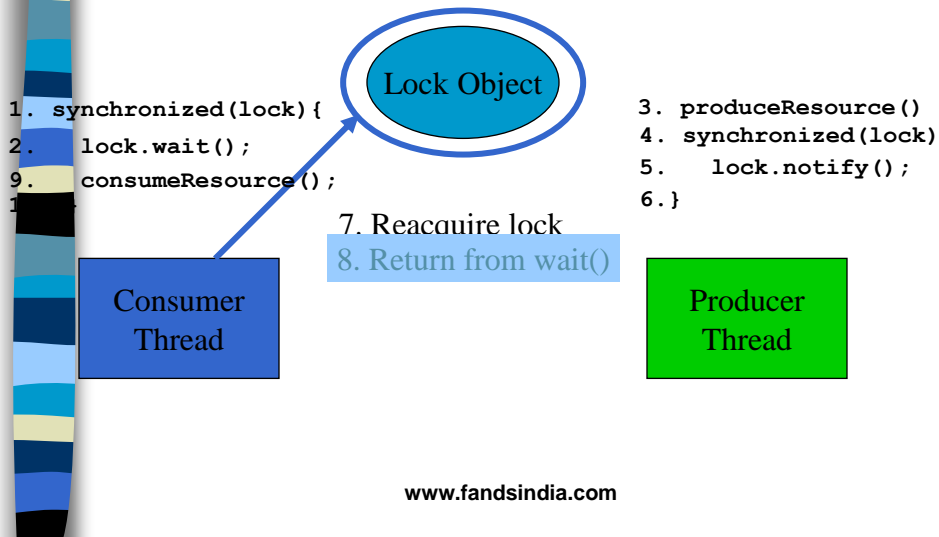 Lock Object
1. synchronized(lock){
2. lock.wait();
9. consumeResource();
3. produceResource()
4. synchronized(lock)
5. lock.notify();
6.}
7. Reacquire lock
8. Return from wait()
Consumer
Thread
Producer
Thread
www.fandsindia.com